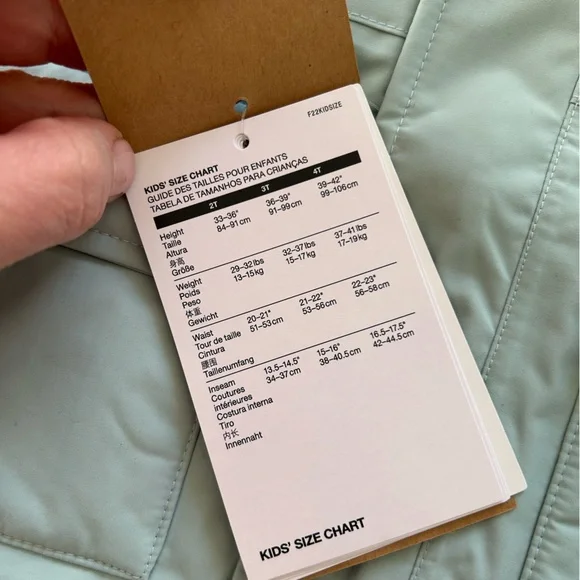 F22KIDSIZE
KIDS' SIZE CHART
GUIDE DES TAILLES POUR ENFANTS
TABELA DE TAMANHOS PARA CRIANÇAS
2T 3T 4T
Height 33–36" 36–39" 39–42"
Taille 84–91 cm 91–99 cm 99–106 cm
Altura
身高
Größe
Weight 29–32 lbs 32–37 lbs 37–41 lbs
Poids 13–15 kg 15–17 kg 17–19 kg
Peso
体重
Gewicht
Waist 20–21" 21–22" 22–23"
Tour de taille 51–53 cm 53–56 cm 56–58 cm
Cintura
腰围
Taillenumfang
Inseam 13.5–14.5" 15–16" 16.5–17.5"
Coutures 34–37 cm 38–40.5 cm 42–44.5 cm
intérieures
Costura interna
Tiro
内长
Innennaht
KIDS' SIZE CHART